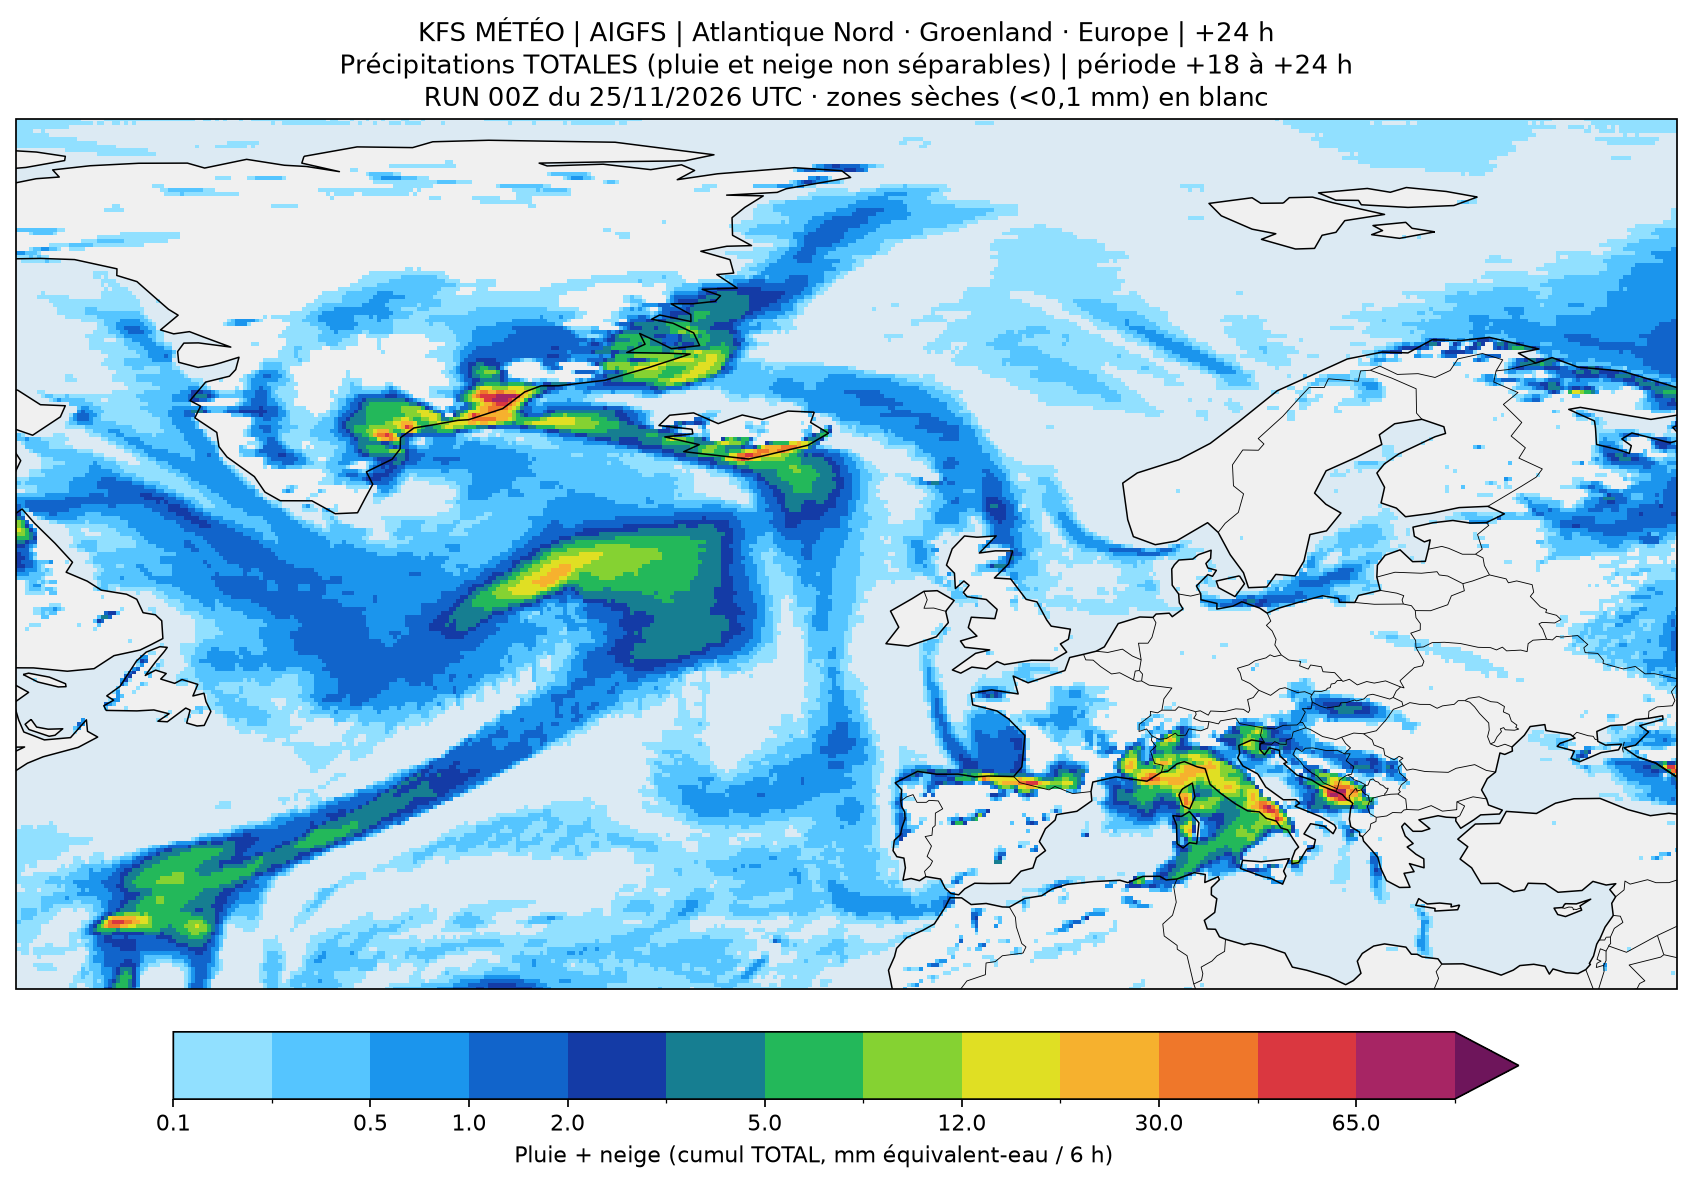 KFS MÉTÉO | AIGFS | Atlantique Nord · Groenland · Europe | +24 h
Précipitations TOTALES (pluie et neige non séparables) | période +18 à +24 h
RUN 00Z du 25/11/2026 UTC · zones sèches (<0,1 mm) en blanc
0.1 0.5 1.0 2.0 5.0 12.0 30.0 65.0
Pluie + neige (cumul TOTAL, mm équivalent-eau / 6 h)